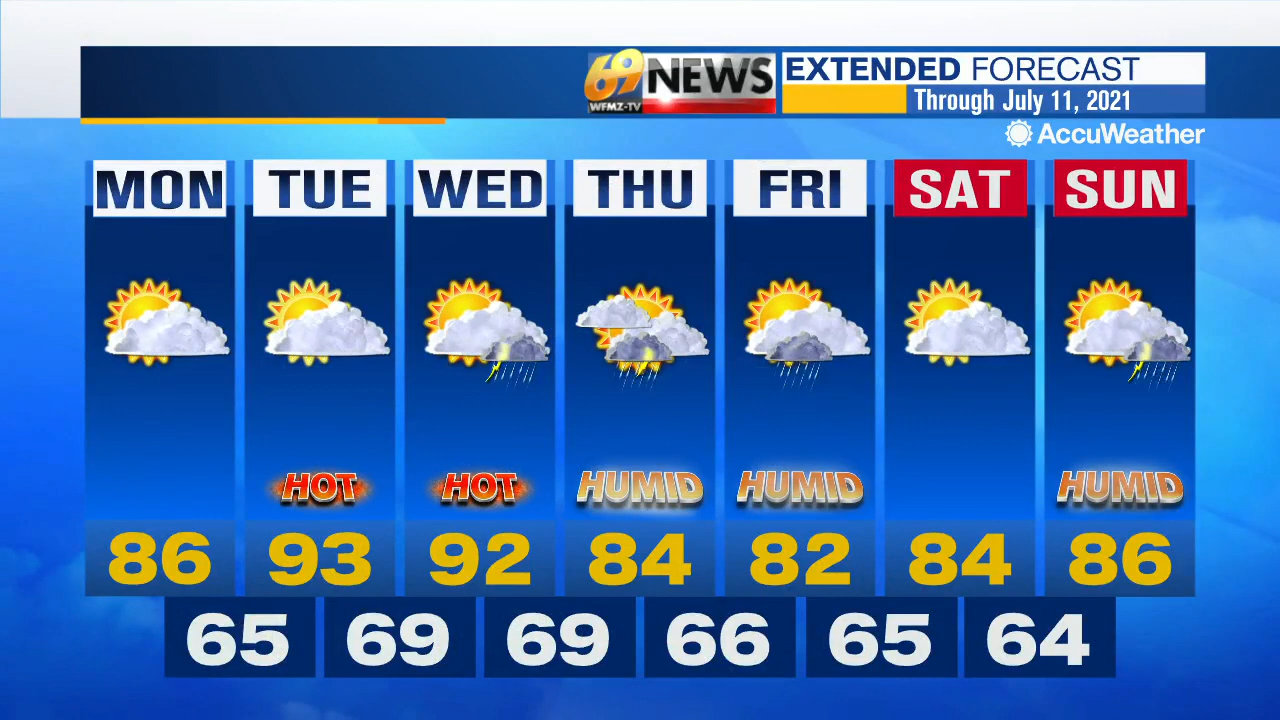 69 NEWS
WFMZ-TV
EXTENDED FORECAST
Through July 11, 2021
AccuWeather
MON TUE WED THU FRI SAT SUN
HOT HOT HUMID HUMID HUMID
86 93 92 84 82 84 86
65 69 69 66 65 64